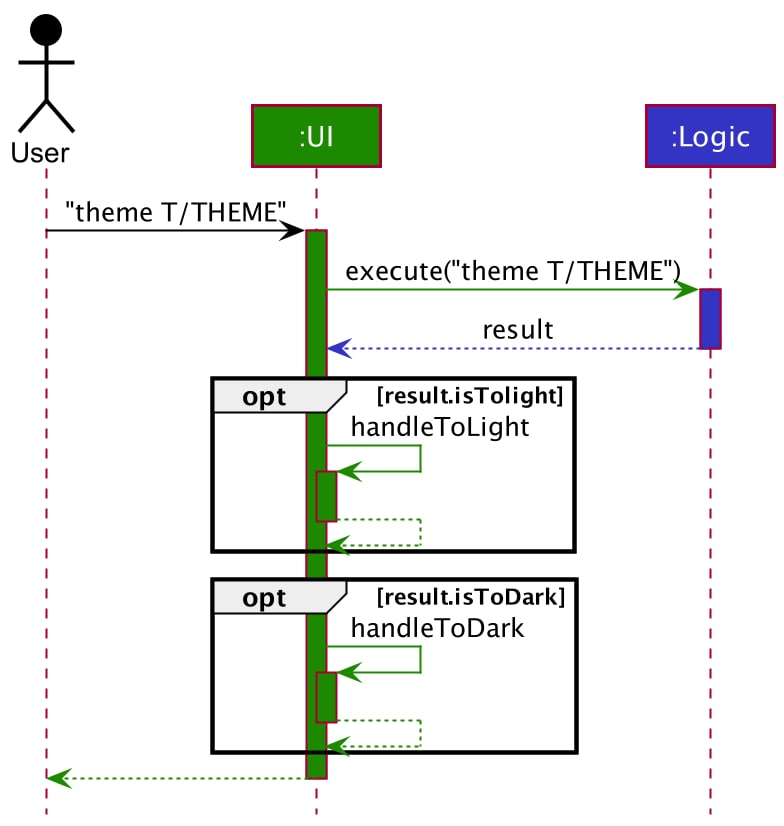 User
:UI
:Logic
"theme T/THEME"
execute("theme T/THEME")
result
opt [result.isTolight]
handleToLight
opt [result.isToDark]
handleToDark